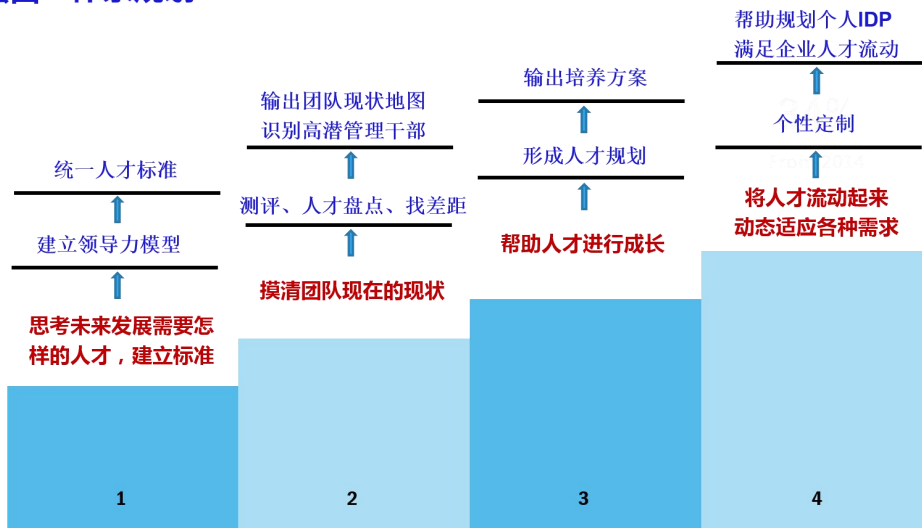 帮助规划个人IDP
满足企业人才流动
输出培养方案
输出团队现状地图
识别高潜管理干部
个性定制
形成人才规划
统一人才标准
测评、人才盘点、找差距
将人才流动起来
动态适应各种需求
建立领导力模型
帮助人才进行成长
摸清团队现在的现状
思考未来发展需要怎
样的人才，建立标准
1
2
3
4